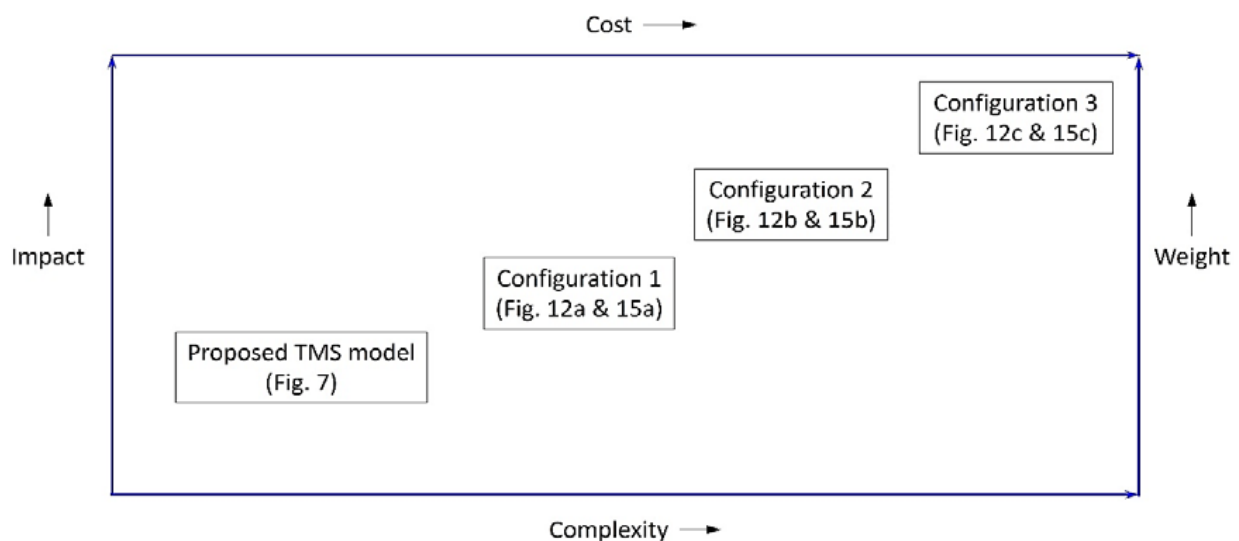 Cost
Configuration 3
(Fig. 12c & 15c)
Configuration 2
(Fig. 12b & 15b)
Impact
Weight
Configuration 1
(Fig. 12a & 15a)
Proposed TMS model
(Fig. 7)
Complexity